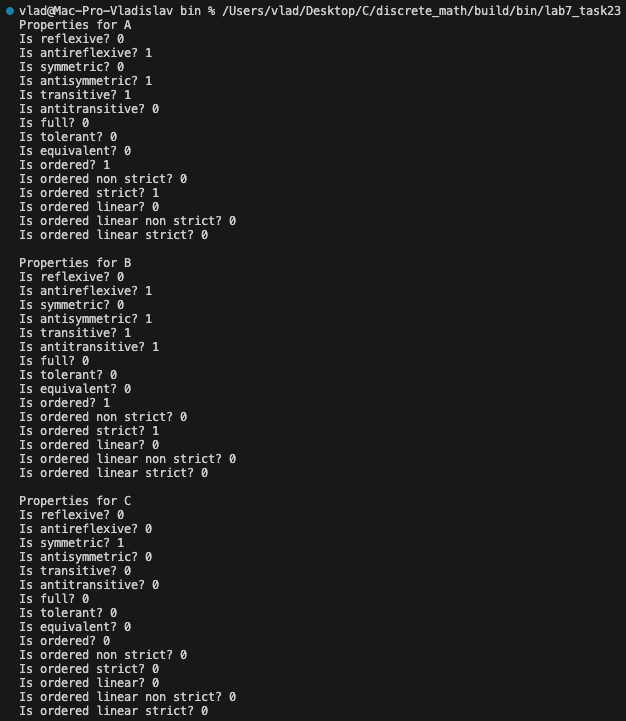 vlad@Mac-Pro-Vladislav bin % /Users/vlad/Desktop/C/discrete_math/build/bin/lab7_task23
Properties for A
Is reflexive? 0
Is antireflexive? 1
Is symmetric? 0
Is antisymmetric? 1
Is transitive? 1
Is antitransitive? 0
Is full? 0
Is tolerant? 0
Is equivalent? 0
Is ordered? 1
Is ordered non strict? 0
Is ordered strict? 1
Is ordered linear? 0
Is ordered linear non strict? 0
Is ordered linear strict? 0

Properties for B
Is reflexive? 0
Is antireflexive? 1
Is symmetric? 0
Is antisymmetric? 1
Is transitive? 1
Is antitransitive? 1
Is full? 0
Is tolerant? 0
Is equivalent? 0
Is ordered? 1
Is ordered non strict? 0
Is ordered strict? 1
Is ordered linear? 0
Is ordered linear non strict? 0
Is ordered linear strict? 0

Properties for C
Is reflexive? 0
Is antireflexive? 0
Is symmetric? 1
Is antisymmetric? 0
Is transitive? 0
Is antitransitive? 0
Is full? 0
Is tolerant? 0
Is equivalent? 0
Is ordered? 0
Is ordered non strict? 0
Is ordered strict? 0
Is ordered linear? 0
Is ordered linear non strict? 0
Is ordered linear strict? 0